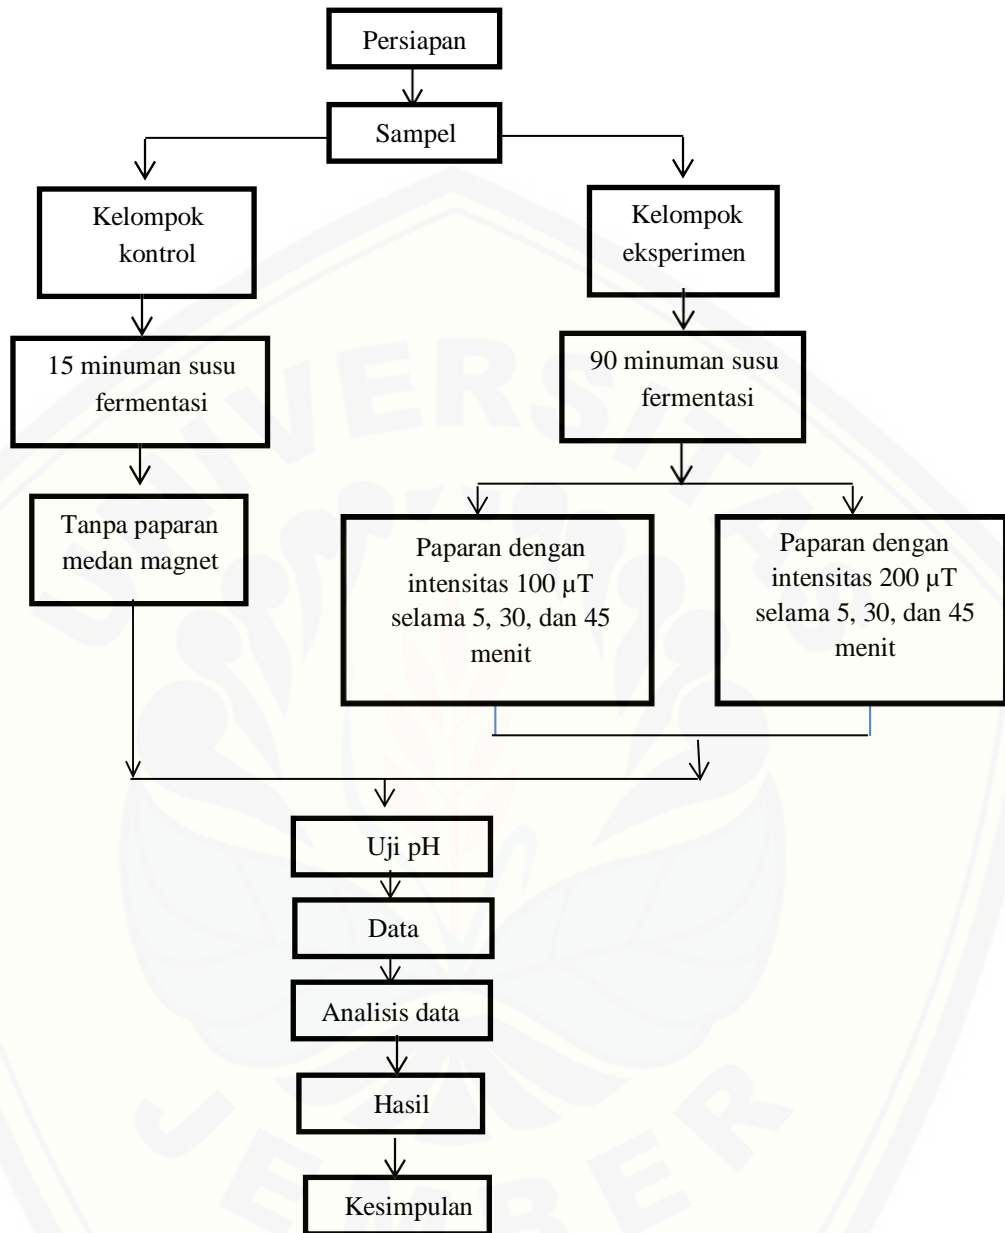 Persiapan
Sampel
Kelompok
kontrol
Kelompok
eksperimen
15 minuman susu
fermentasi
90 minuman susu
fermentasi
Tanpa paparan
medan magnet
Paparan dengan
intensitas 100 µT
selama 5, 30, dan 45
menit
Paparan dengan
intensitas 200 µT
selama 5, 30, dan 45
menit
Uji pH
Data
Analisis data
Hasil
Kesimpulan
UNIVERSITAS
JEMBER